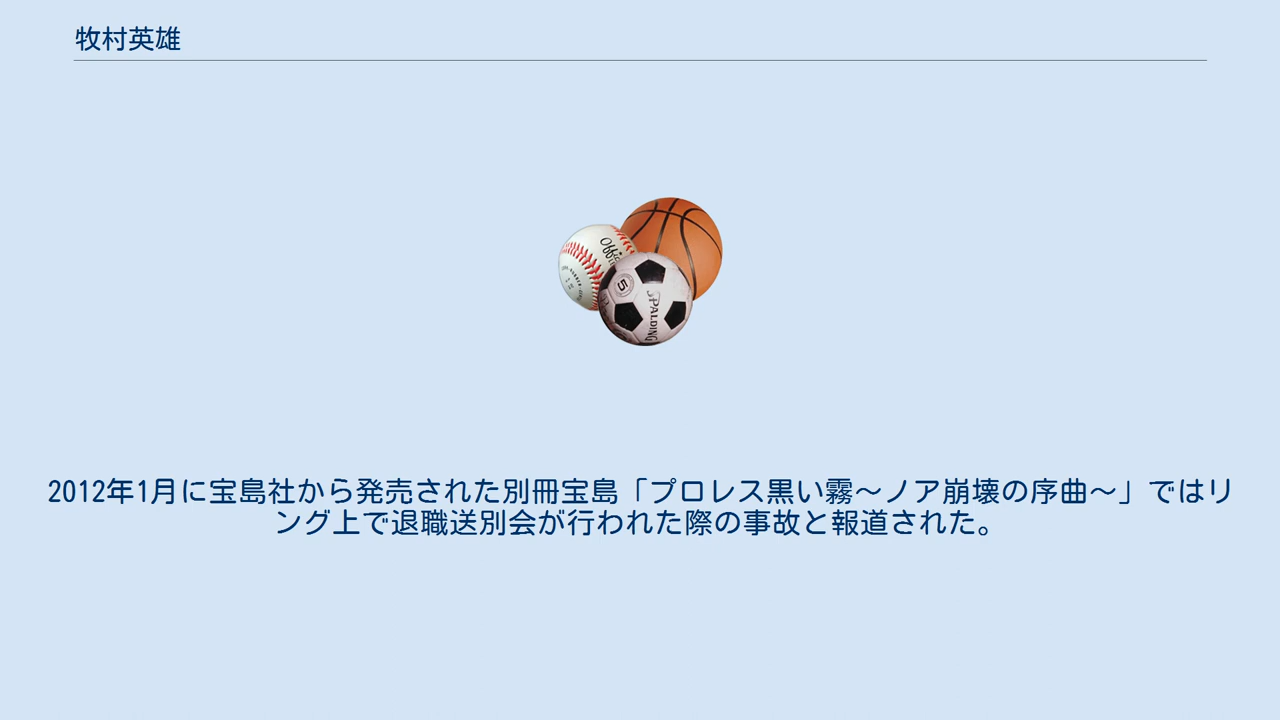 牧村英雄
Offic
5
SPALDING
2012年1月に宝島社から発売された別冊宝島「プロレス黒い霧～ノア崩壊の序曲～」ではリ
ング上で退職送別会が行われた際の事故と報道された。